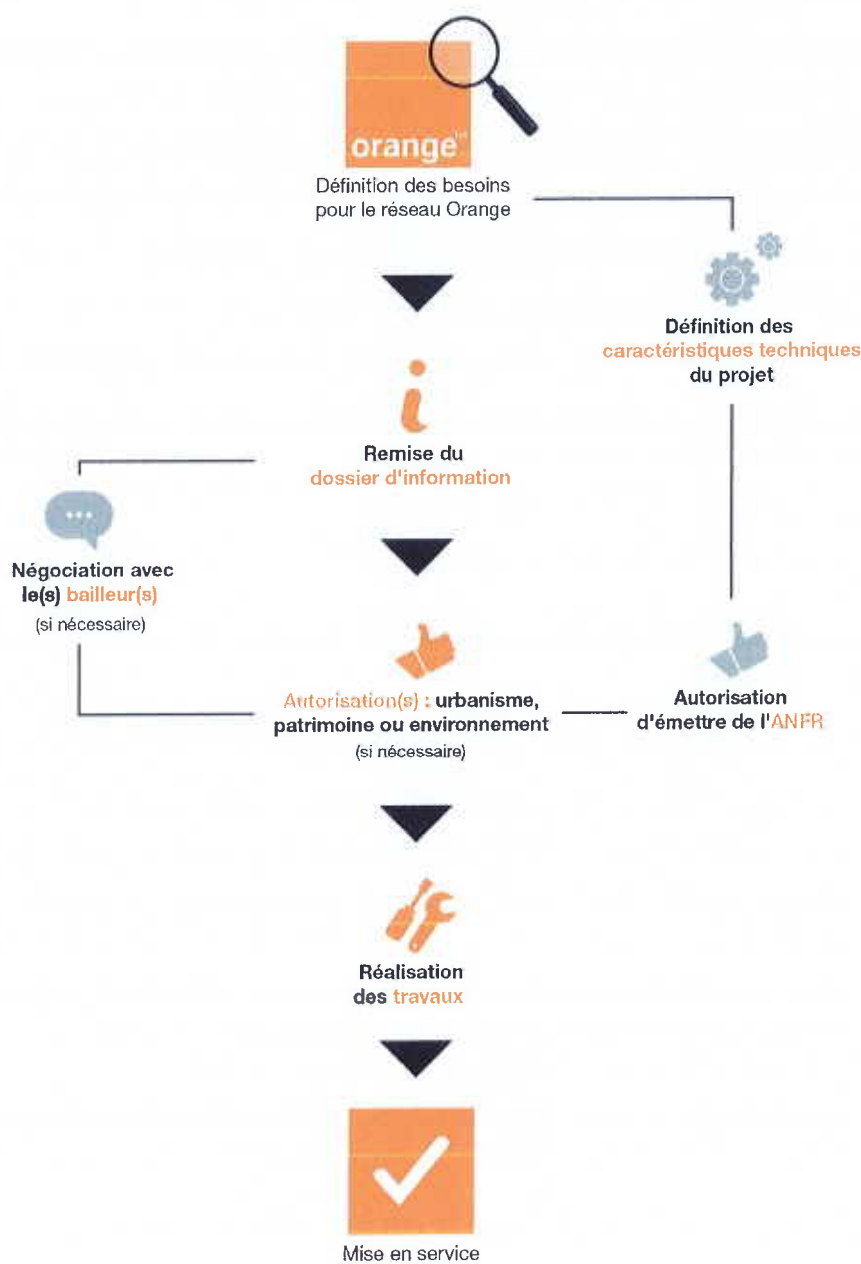 orange™
Définition des besoins
pour le réseau Orange
Définition des
caractéristiques techniques
du projet
Remise du
dossier d'information
Négociation avec
le(s) bailleur(s)
(si nécessaire)
Autorisation(s) : urbanisme,
patrimoine ou environnement
(si nécessaire)
Autorisation
d'émettre de l'ANFR
Réalisation
des travaux
Mise en service